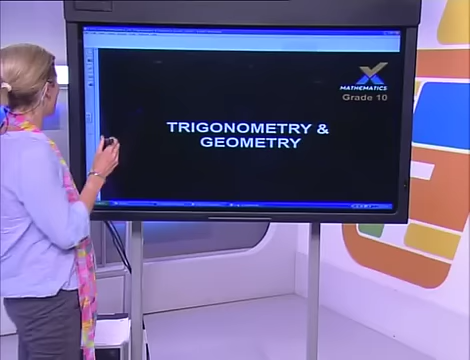 X
MATHEMATICS
Grade 10
TRIGONOMETRY &
GEOMETRY